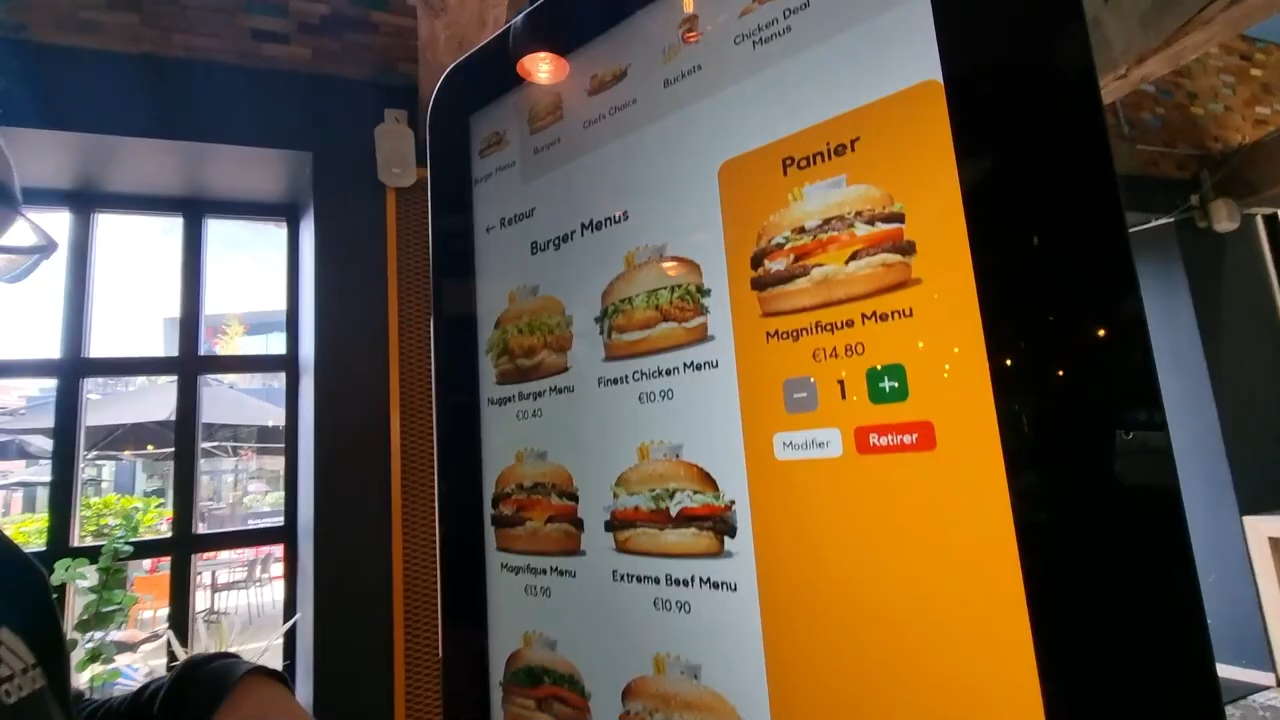 Chicken Deal
Menus
Buckets
Chefs Choice
Burgers
Burger Menus
← Retour
Burger Menus
Nugget Burger Menu
€10.40
Finest Chicken Menu
€10.90
Magnifique Menu
€13.90
Extreme Beef Menu
€10.90
Panier
Magnifique Menu
€14.80
− 1 +
Modifier
Retirer
adidas